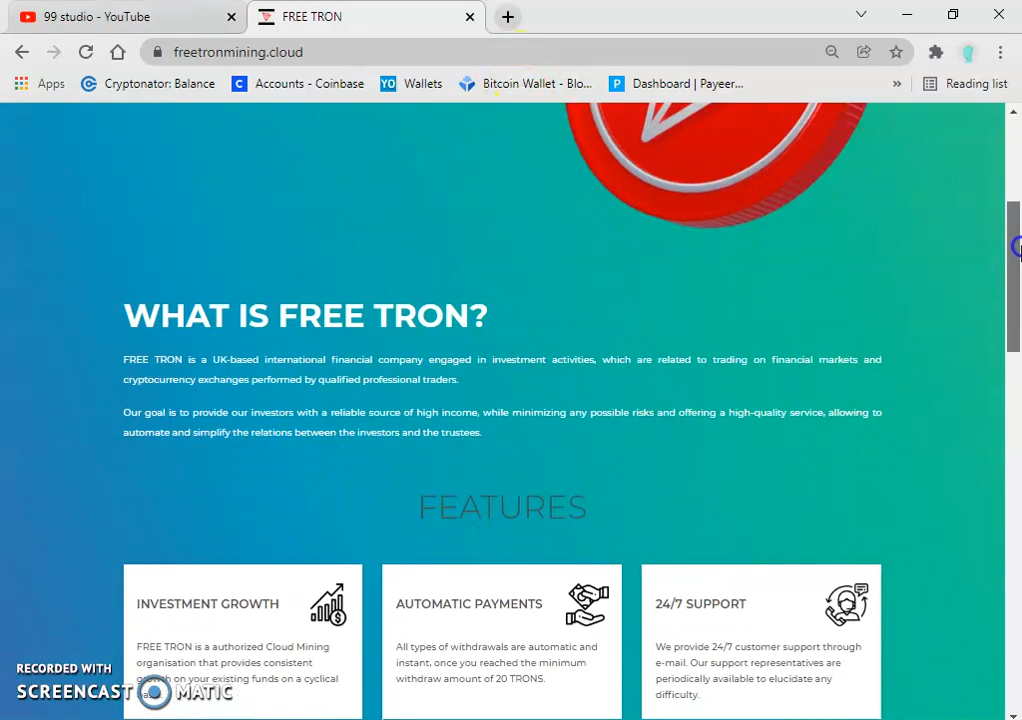 99 studio - YouTube
FREE TRON
freetronmining.cloud
Apps Cryptonator: Balance Accounts - Coinbase Wallets Bitcoin Wallet - Blo... Dashboard | Payeer... » Reading list
WHAT IS FREE TRON?
FREE TRON is a UK-based international financial company engaged in investment activities, which are related to trading on financial markets and
cryptocurrency exchanges performed by qualified professional traders.
Our goal is to provide our investors with a reliable source of high income, while minimizing any possible risks and offering a high-quality service, allowing to
automate and simplify the relations between the investors and the trustees.
FEATURES
INVESTMENT GROWTH
FREE TRON is a authorized Cloud Mining
organisation that provides consistent
growth on your existing funds on a cyclical
AUTOMATIC PAYMENTS
All types of withdrawals are automatic and
instant, once you reached the minimum
withdraw amount of 20 TRONS.
24/7 SUPPORT
We provide 24/7 customer support through
e-mail. Our support representatives are
periodically available to elucidate any
difficulty.
RECORDED WITH
SCREENCAST MATIC